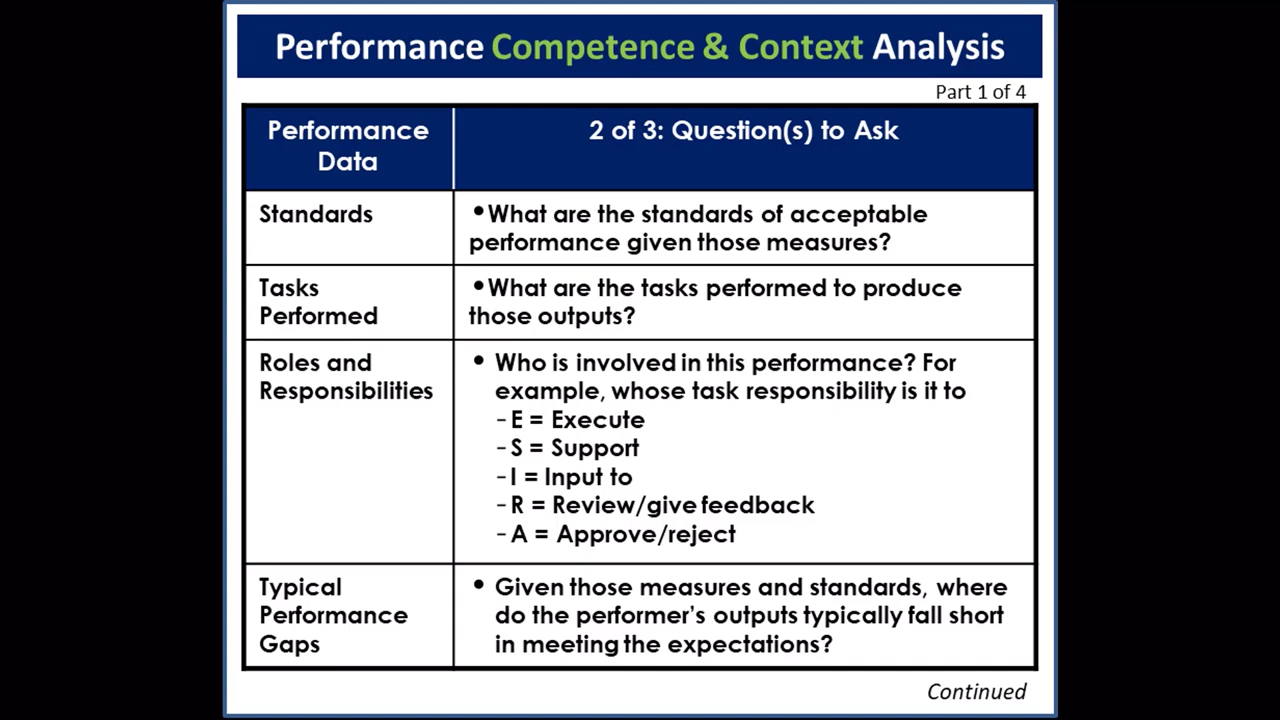 Performance Competence & Context Analysis
Part 1 of 4
Performance
Data
2 of 3: Question(s) to Ask
Standards
•What are the standards of acceptable
performance given those measures?
Tasks
Performed
•What are the tasks performed to produce
those outputs?
Roles and
Responsibilities
• Who is involved in this performance? For
example, whose task responsibility is it to
- E = Execute
- S = Support
- I = Input to
- R = Review/give feedback
- A = Approve/reject
Typical
Performance
Gaps
• Given those measures and standards, where
do the performer's outputs typically fall short
in meeting the expectations?
Continued